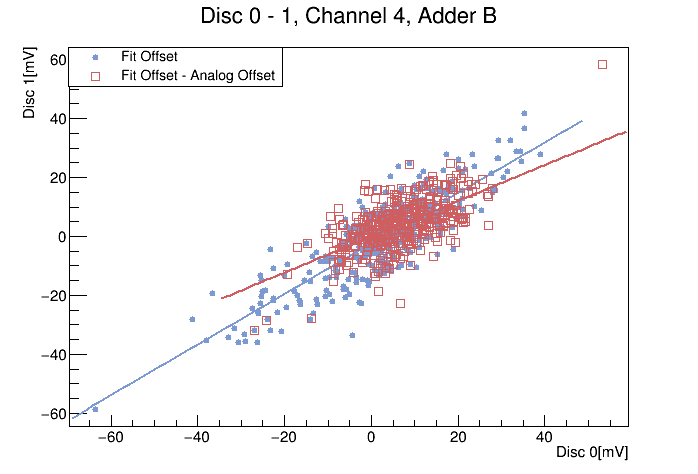 Disc 0 - 1, Channel 4, Adder B
Disc 1[mV]
Fit Offset
Fit Offset - Analog Offset
60
40
20
0
−20
−40
−60
−60 −40 −20 0 20 40
Disc 0[mV]